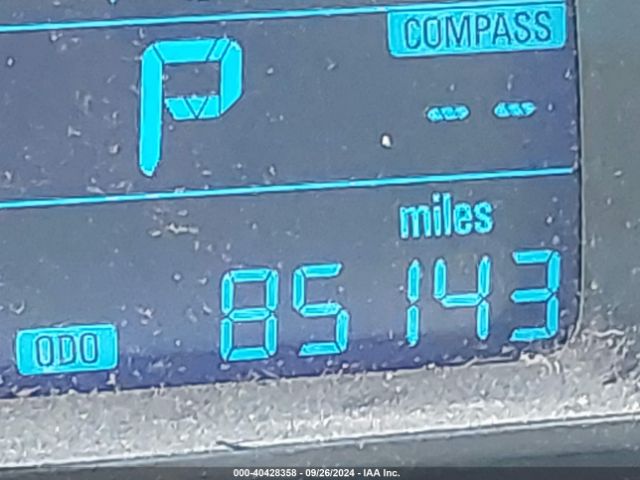 COMPASS
P
-- --
miles
ODO 85143
000-40428358 - 09/26/2024 - IAA Inc.